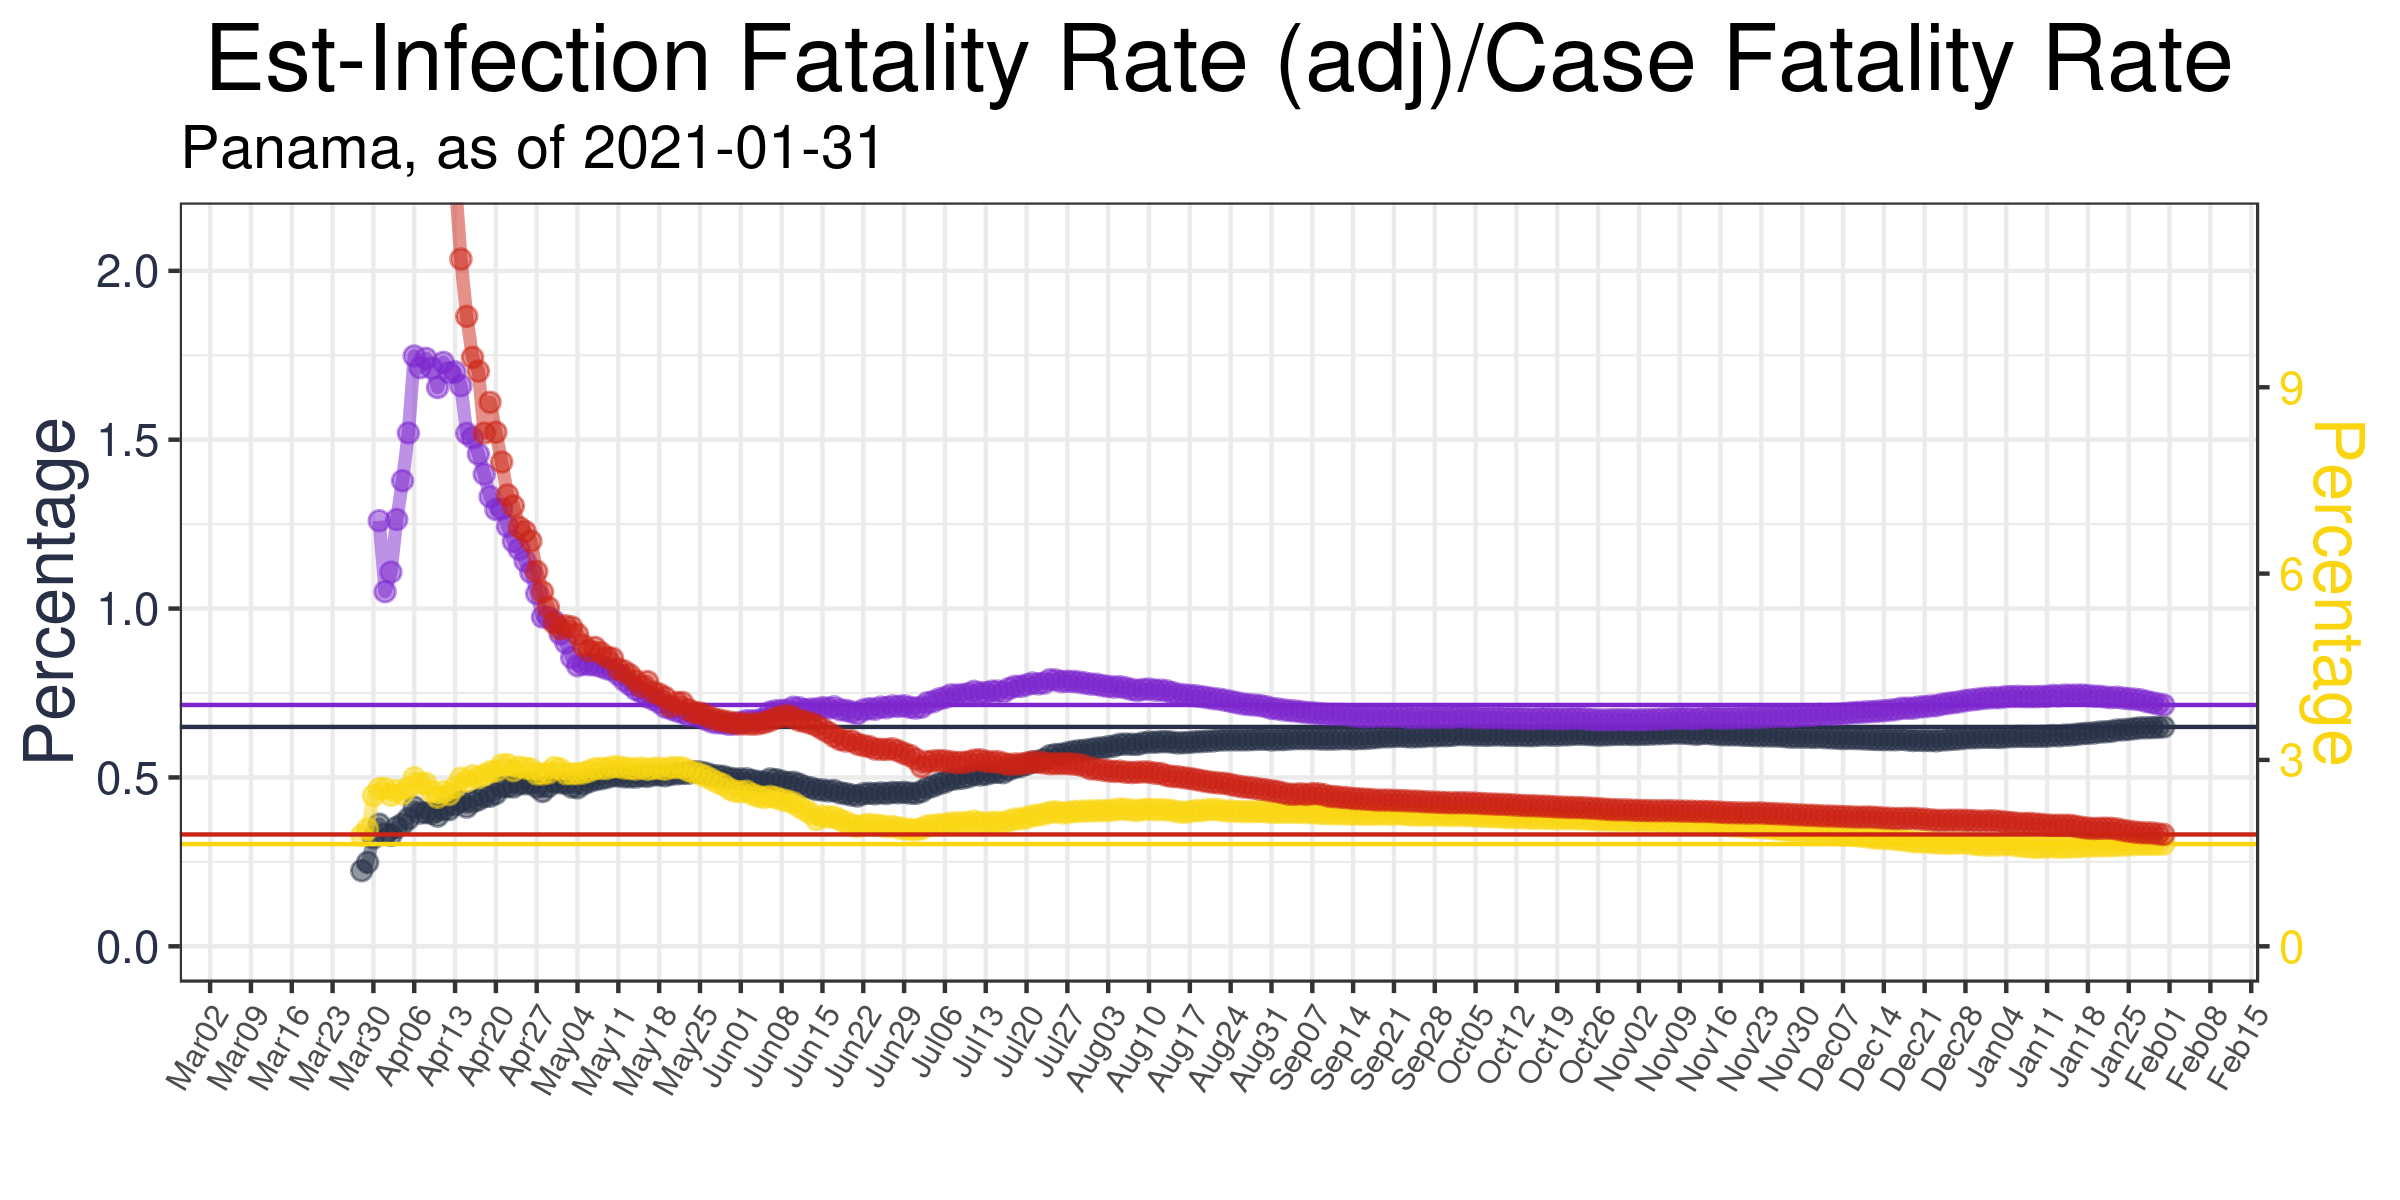 Est-Infection Fatality Rate (adj)/Case Fatality Rate
Panama, as of 2021-01-31
Percentage
2.0
1.5
1.0
0.5
0.0
9
6
3
0
Percentage
Mar02
Mar09
Mar16
Mar23
Mar30
Apr06
Apr13
Apr20
Apr27
May04
May11
May18
May25
Jun01
Jun08
Jun15
Jun22
Jun29
Jul06
Jul13
Jul20
Jul27
Aug03
Aug10
Aug17
Aug24
Aug31
Sep07
Sep14
Sep21
Sep28
Oct05
Oct12
Oct19
Oct26
Nov02
Nov09
Nov16
Nov23
Nov30
Dec07
Dec14
Dec21
Dec28
Jan04
Jan11
Jan18
Jan25
Feb01
Feb08
Feb15